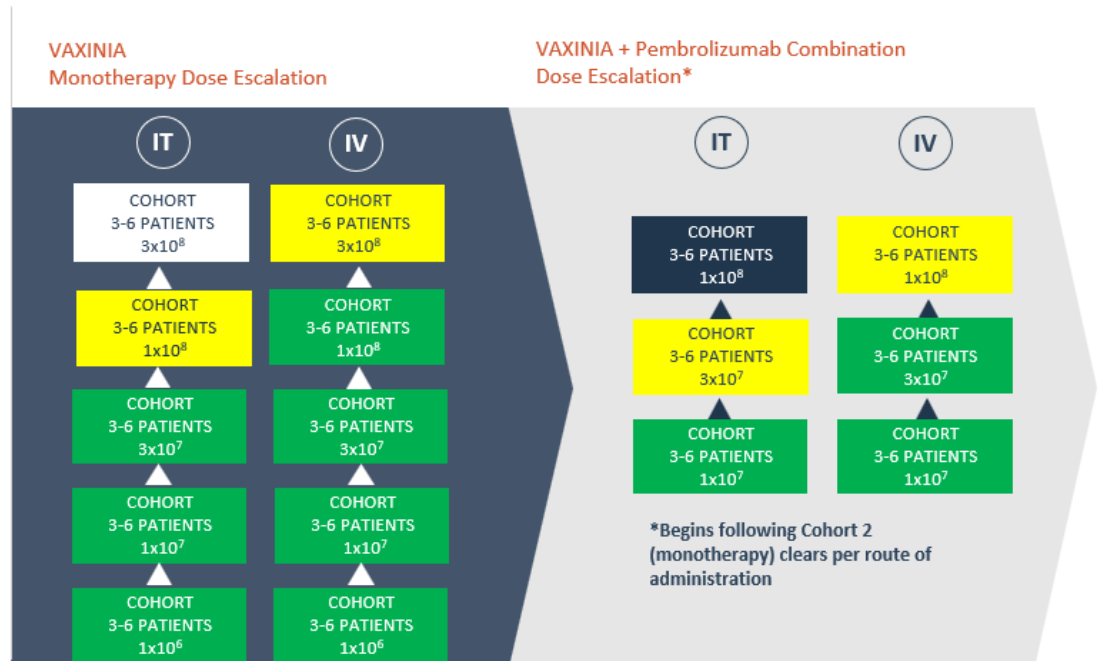 VAXINIA
Monotherapy Dose Escalation
IT
IV
COHORT
3-6 PATIENTS
3x10⁸
COHORT
3-6 PATIENTS
3x10⁸
COHORT
3-6 PATIENTS
1x10⁸
COHORT
3-6 PATIENTS
1x10⁸
COHORT
3-6 PATIENTS
3x10⁷
COHORT
3-6 PATIENTS
3x10⁷
COHORT
3-6 PATIENTS
1x10⁷
COHORT
3-6 PATIENTS
1x10⁷
COHORT
3-6 PATIENTS
1x10⁶
COHORT
3-6 PATIENTS
1x10⁶
VAXINIA + Pembrolizumab Combination
Dose Escalation*
IT
IV
COHORT
3-6 PATIENTS
1x10⁸
COHORT
3-6 PATIENTS
1x10⁸
COHORT
3-6 PATIENTS
3x10⁷
COHORT
3-6 PATIENTS
3x10⁷
COHORT
3-6 PATIENTS
1x10⁷
COHORT
3-6 PATIENTS
1x10⁷
*Begins following Cohort 2
(monotherapy) clears per route of
administration